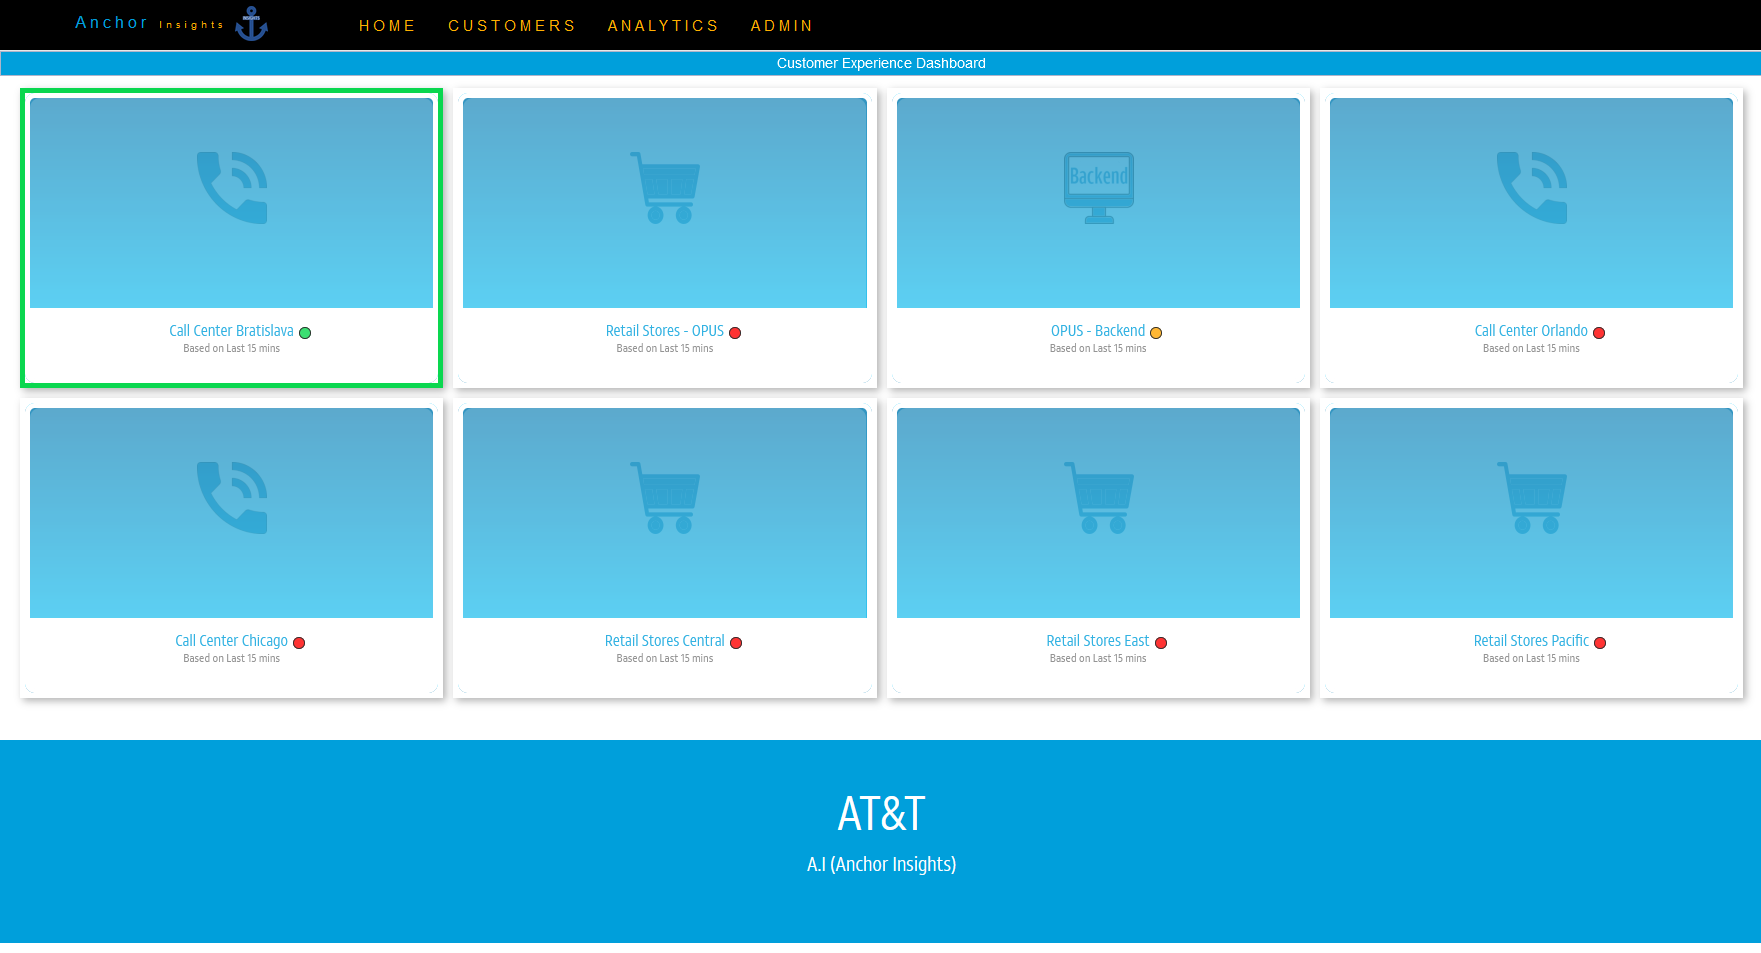 Anchor Insights INSIGHTS HOME CUSTOMERS ANALYTICS ADMIN
Customer Experience Dashboard
Backend
Call Center Bratislava
Based on Last 15 mins
Retail Stores - OPUS
Based on Last 15 mins
OPUS - Backend
Based on Last 15 mins
Call Center Orlando
Based on Last 15 mins
Call Center Chicago
Based on Last 15 mins
Retail Stores Central
Based on Last 15 mins
Retail Stores East
Based on Last 15 mins
Retail Stores Pacific
Based on Last 15 mins
AT&T
A.I (Anchor Insights)